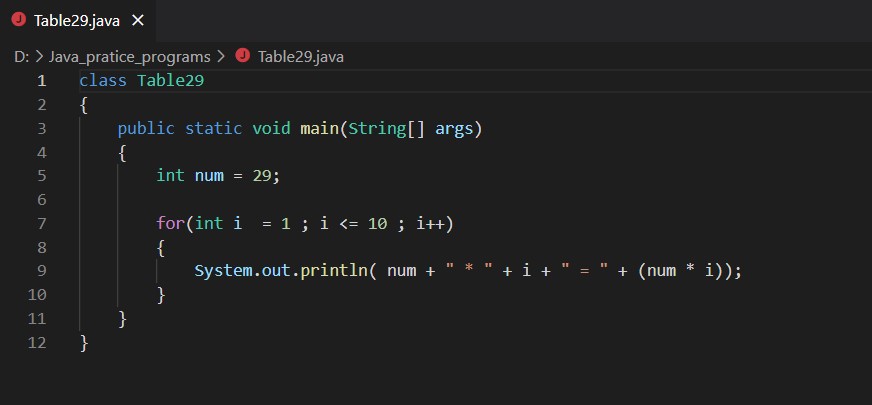 Table29.java ×
D: > Java_pratice_programs > Table29.java
1 class Table29
2 {
3     public static void main(String[] args)
4     {
5         int num = 29;
6
7         for(int i  = 1 ; i <= 10 ; i++)
8         {
9             System.out.println( num + " * " + i + " = " + (num * i));
10         }
11     }
12 }